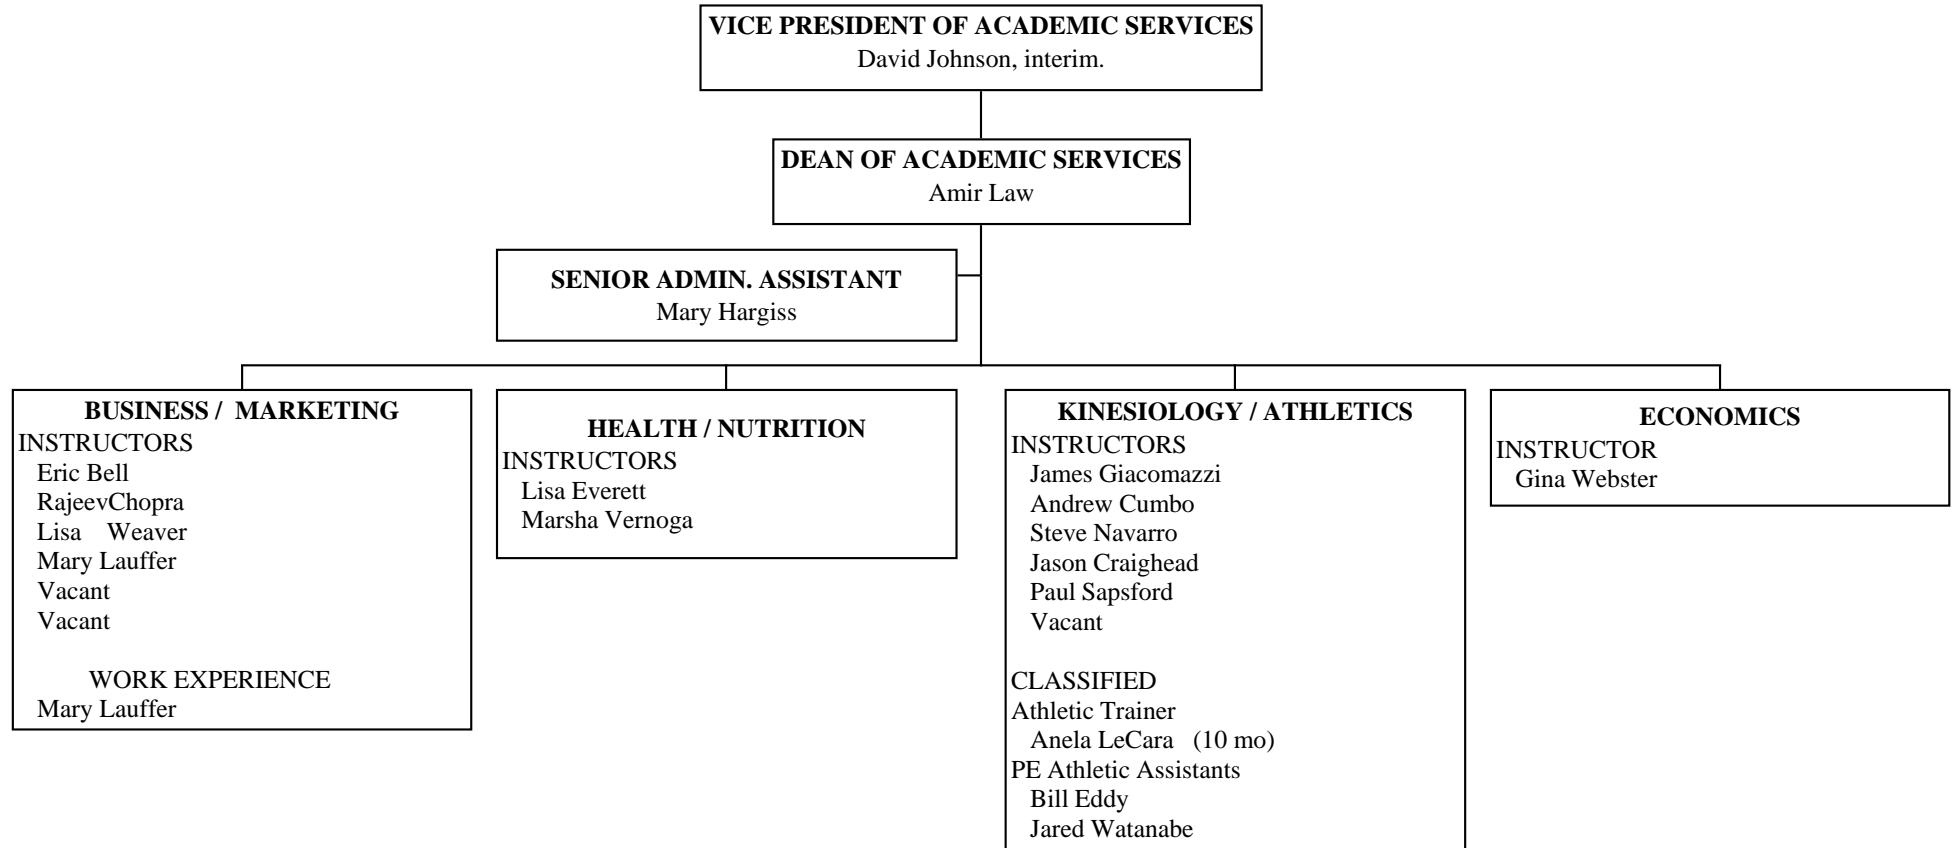 VICE PRESIDENT OF ACADEMIC SERVICES
David Johnson, interim.
DEAN OF ACADEMIC SERVICES
Amir Law
SENIOR ADMIN. ASSISTANT
Mary Hargiss
BUSINESS / MARKETING
INSTRUCTORS
Eric Bell
RajeevChopra
Lisa Weaver
Mary Lauffer
Vacant
Vacant
WORK EXPERIENCE
Mary Lauffer
HEALTH / NUTRITION
INSTRUCTORS
Lisa Everett
Marsha Vernoga
KINESIOLOGY / ATHLETICS
INSTRUCTORS
James Giacomazzi
Andrew Cumbo
Steve Navarro
Jason Craighead
Paul Sapsford
Vacant
CLASSIFIED
Athletic Trainer
Anela LeCara (10 mo)
PE Athletic Assistants
Bill Eddy
Jared Watanabe
ECONOMICS
INSTRUCTOR
Gina Webster